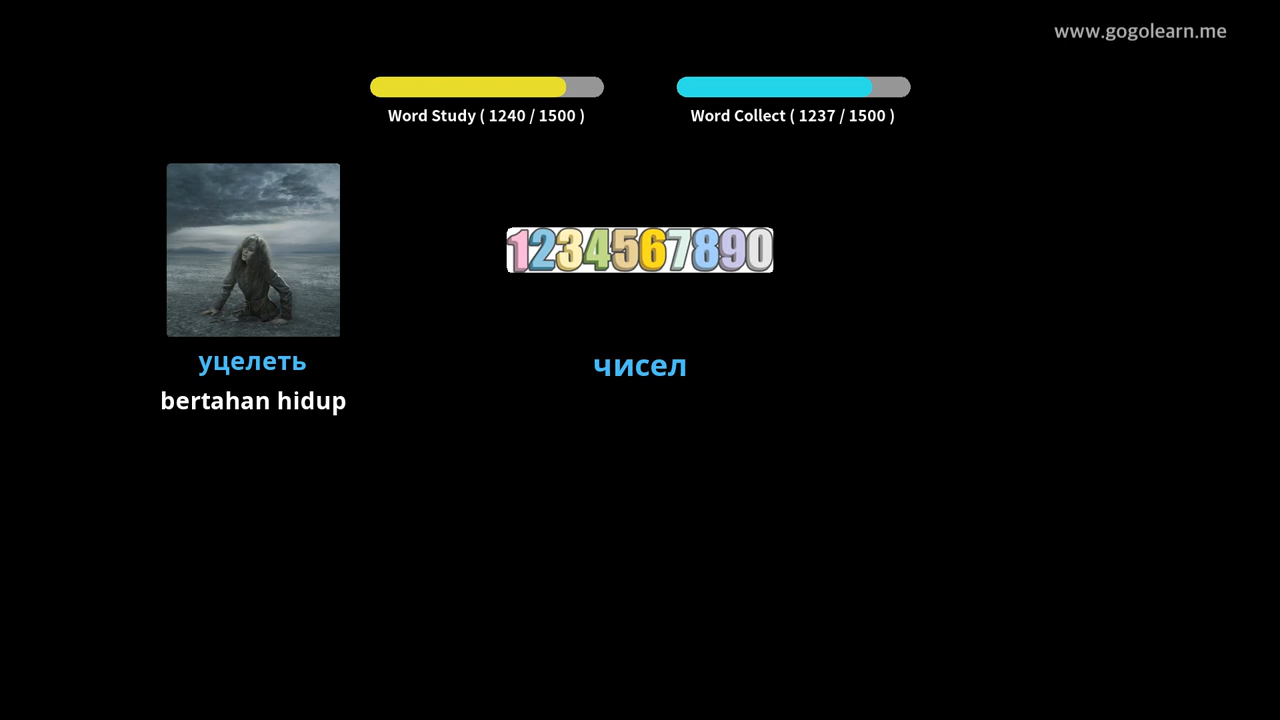 www.gogolearn.me
Word Study ( 1240 / 1500 )
Word Collect ( 1237 / 1500 )
1234567890
уцелеть
bertahan hidup
чисел